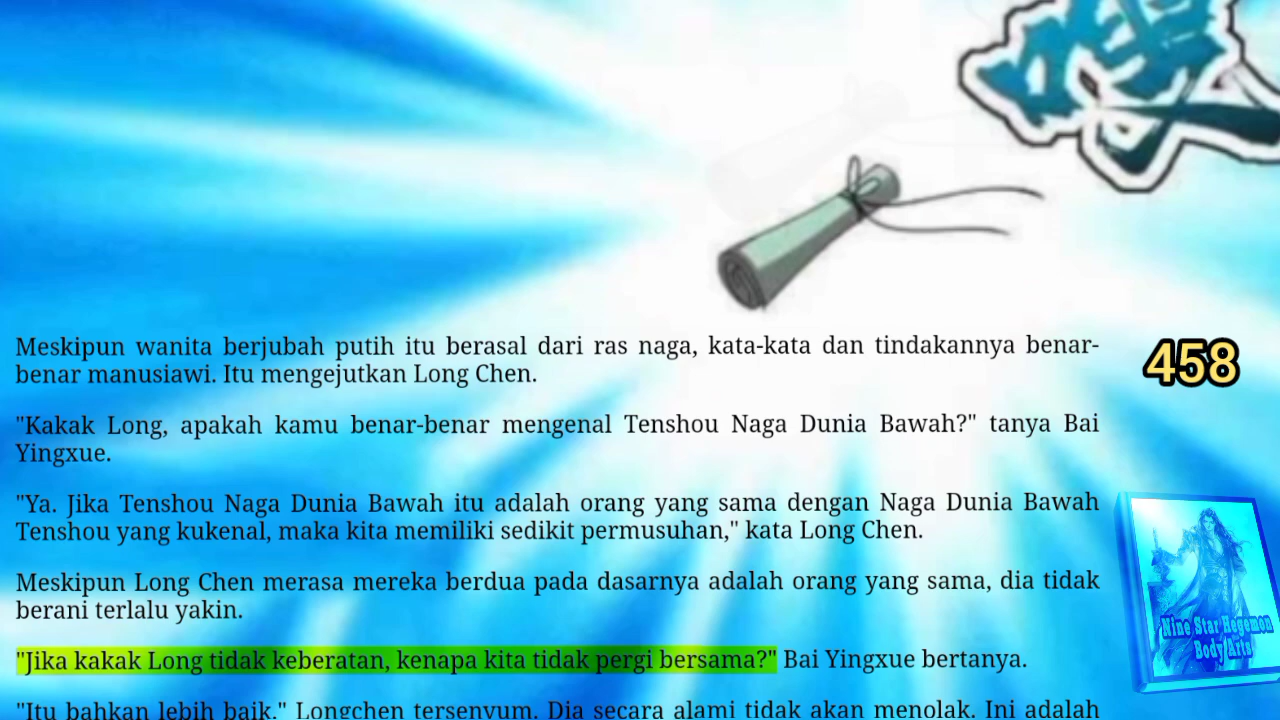 Meskipun wanita berjubah putih itu berasal dari ras naga, kata-kata dan tindakannya benar-
benar manusiawi. Itu mengejutkan Long Chen.
458
"Kakak Long, apakah kamu benar-benar mengenal Tenshou Naga Dunia Bawah?" tanya Bai
Yingxue.
"Ya. Jika Tenshou Naga Dunia Bawah itu adalah orang yang sama dengan Naga Dunia Bawah
Tenshou yang kukenal, maka kita memiliki sedikit permusuhan," kata Long Chen.
Meskipun Long Chen merasa mereka berdua pada dasarnya adalah orang yang sama, dia tidak
berani terlalu yakin.
"Jika kakak Long tidak keberatan, kenapa kita tidak pergi bersama?" Bai Yingxue bertanya.
"Itu bahkan lebih baik." Longchen tersenyum. Dia secara alami tidak akan menolak. Ini adalah
Nine Star Hegemon
Body Arts